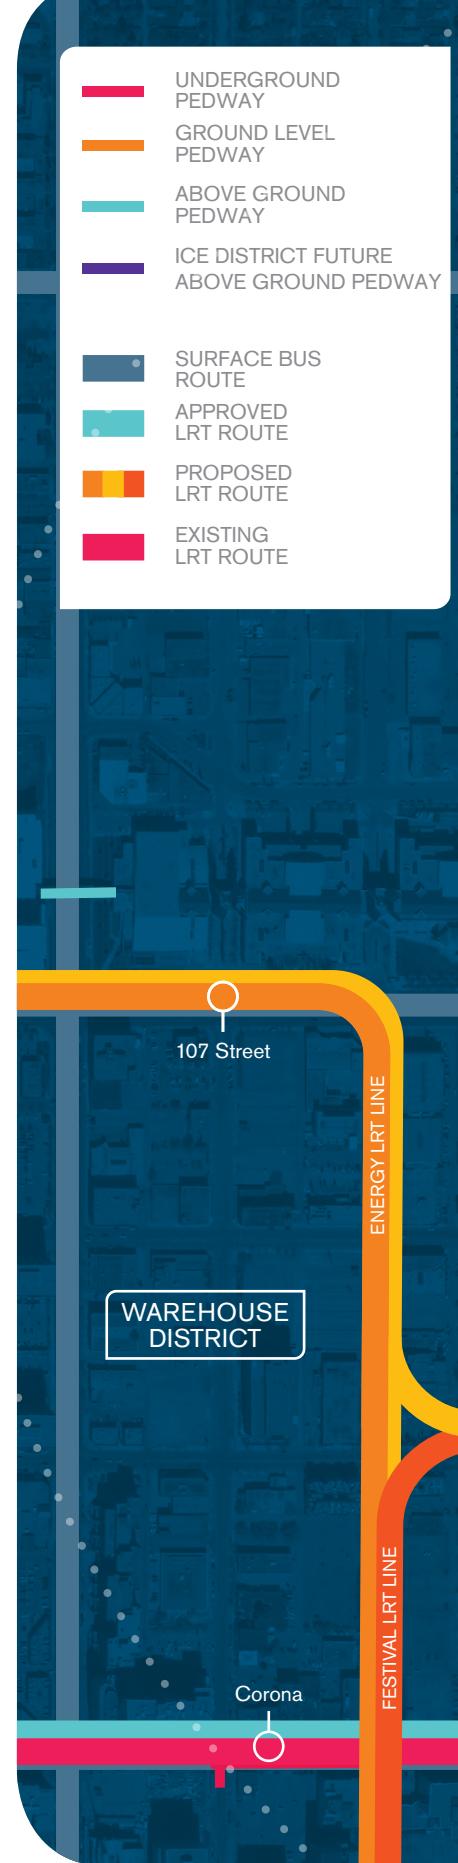 UNDERGROUND
PEDWAY
GROUND LEVEL
PEDWAY
ABOVE GROUND
PEDWAY
ICE DISTRICT FUTURE
ABOVE GROUND PEDWAY
SURFACE BUS
ROUTE
APPROVED
LRT ROUTE
PROPOSED
LRT ROUTE
EXISTING
LRT ROUTE
107 Street
ENERGY LRT LINE
WAREHOUSE
DISTRICT
FESTIVAL LRT LINE
Corona